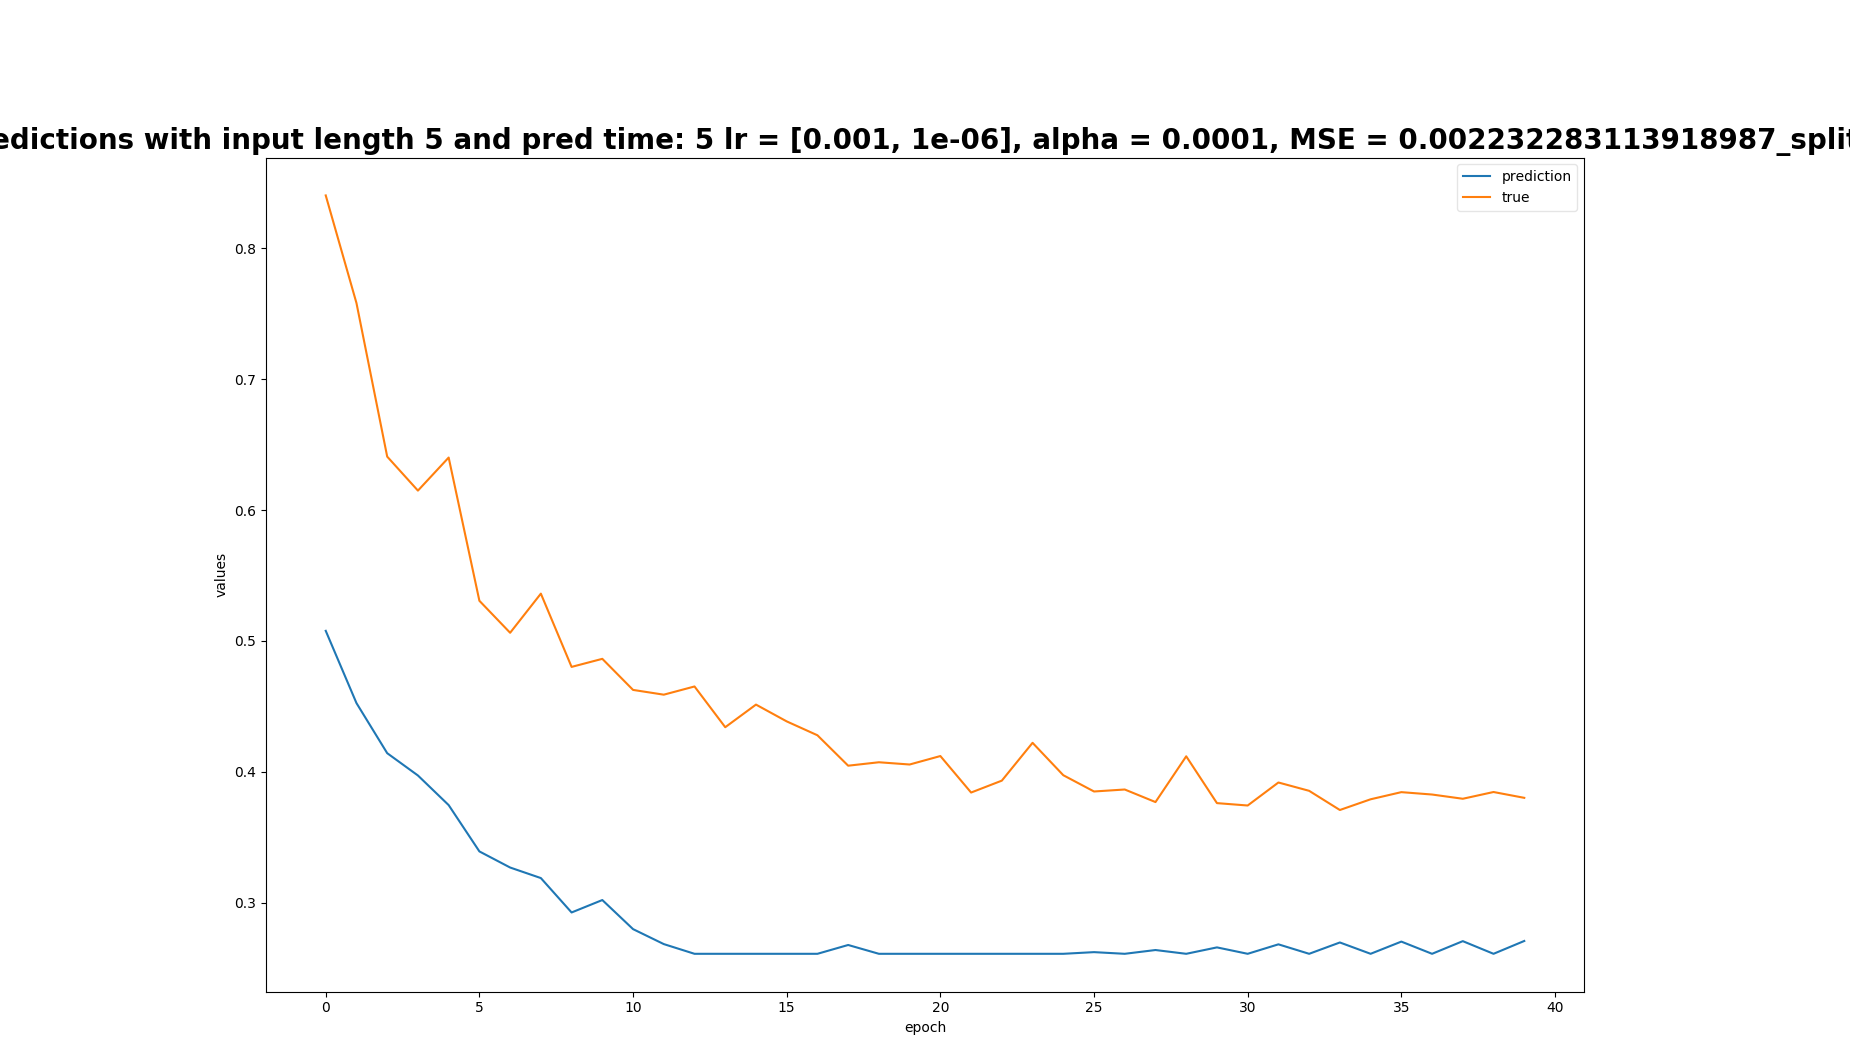 edictions with input length 5 and pred time: 5 lr = [0.001, 1e-06], alpha = 0.0001, MSE = 0.002232283113918987_split
prediction
true
0.8
0.7
0.6
0.5
0.4
0.3
values
0 5 10 15 20 25 30 35 40
epoch